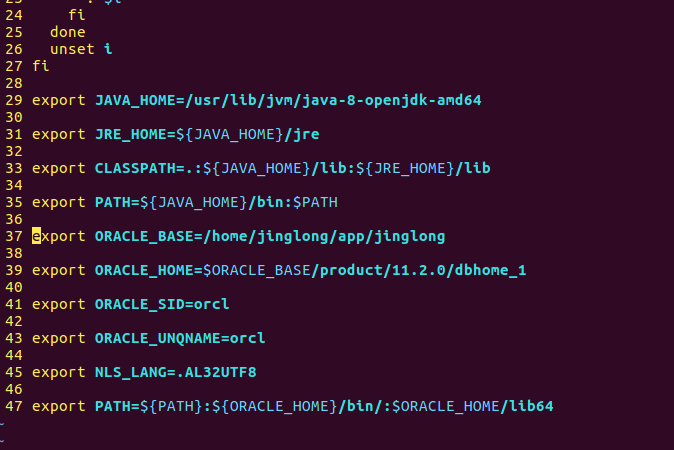 24 fi
25 done
26 unset i
27 fi
28
29 export JAVA_HOME=/usr/lib/jvm/java-8-openjdk-amd64
30
31 export JRE_HOME=${JAVA_HOME}/jre
32
33 export CLASSPATH=.:${JAVA_HOME}/lib:${JRE_HOME}/lib
34
35 export PATH=${JAVA_HOME}/bin:$PATH
36
37 export ORACLE_BASE=/home/jinglong/app/jinglong
38
39 export ORACLE_HOME=$ORACLE_BASE/product/11.2.0/dbhome_1
40
41 export ORACLE_SID=orcl
42
43 export ORACLE_UNQNAME=orcl
44
45 export NLS_LANG=.AL32UTF8
46
47 export PATH=${PATH}:${ORACLE_HOME}/bin/:$ORACLE_HOME/lib64
~
~